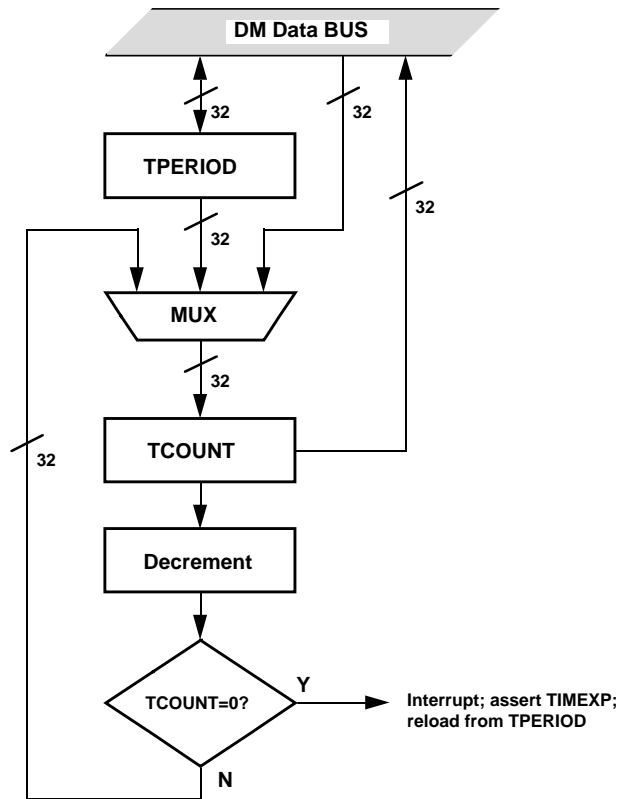 DM Data BUS
32
32
TPERIOD
32
32
MUX
32
32
TCOUNT
Decrement
TCOUNT=0?
Y
Interrupt; assert TIMEXP;
reload from TPERIOD
N